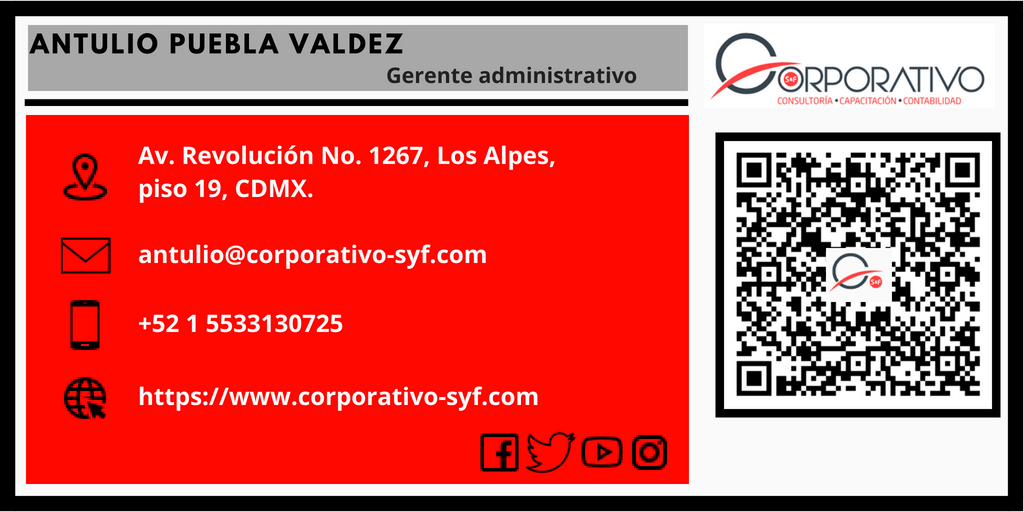 ANTULIO PUEBLA VALDEZ
Gerente administrativo
Av. Revolución No. 1267, Los Alpes,
piso 19, CDMX.
antulio@corporativo-syf.com
+52 1 5533130725
https://www.corporativo-syf.com
CORPORATIVO
S&F
CONSULTORÍA • CAPACITACIÓN • CONTABILIDAD
S&F